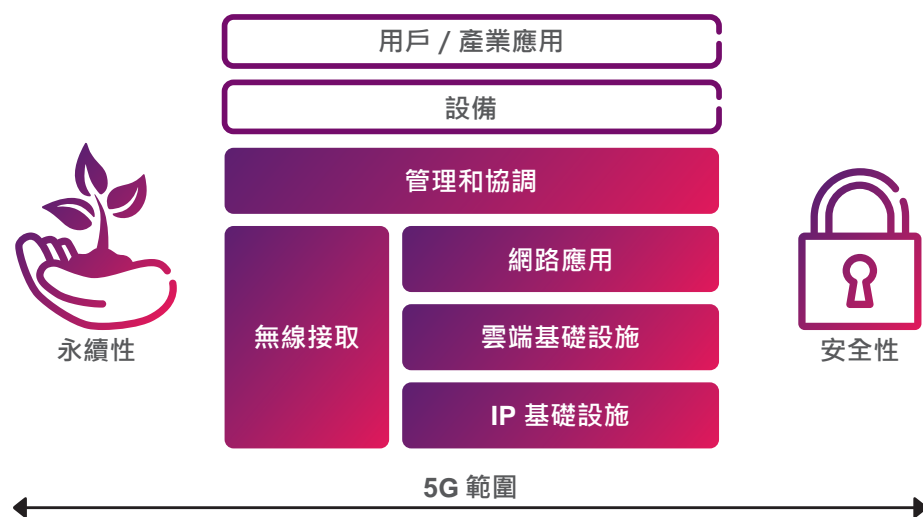 用戶 / 產業應用
設備
管理和協調
網路應用
無線接取
雲端基礎設施
IP 基礎設施
永續性
安全性
5G 範圍